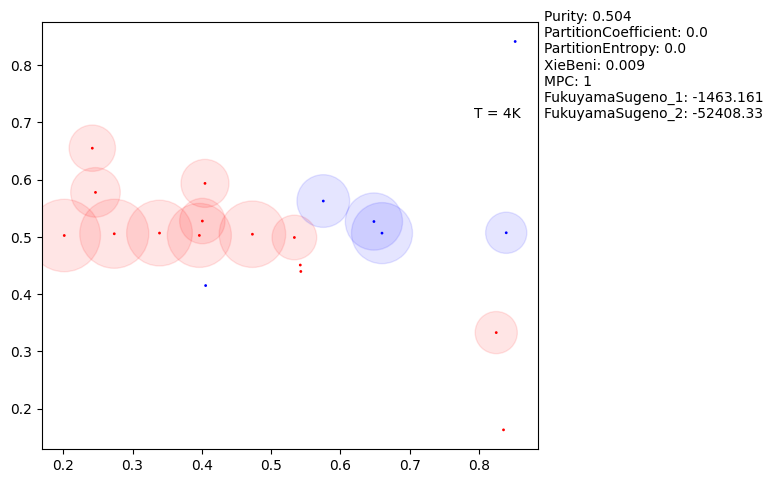 Purity: 0.504
PartitionCoefficient: 0.0
PartitionEntropy: 0.0
XieBeni: 0.009
MPC: 1
FukuyamaSugeno_1: -1463.161
FukuyamaSugeno_2: -52408.33
T = 4K
0.8
0.7
0.6
0.5
0.4
0.3
0.2
0.2 0.3 0.4 0.5 0.6 0.7 0.8